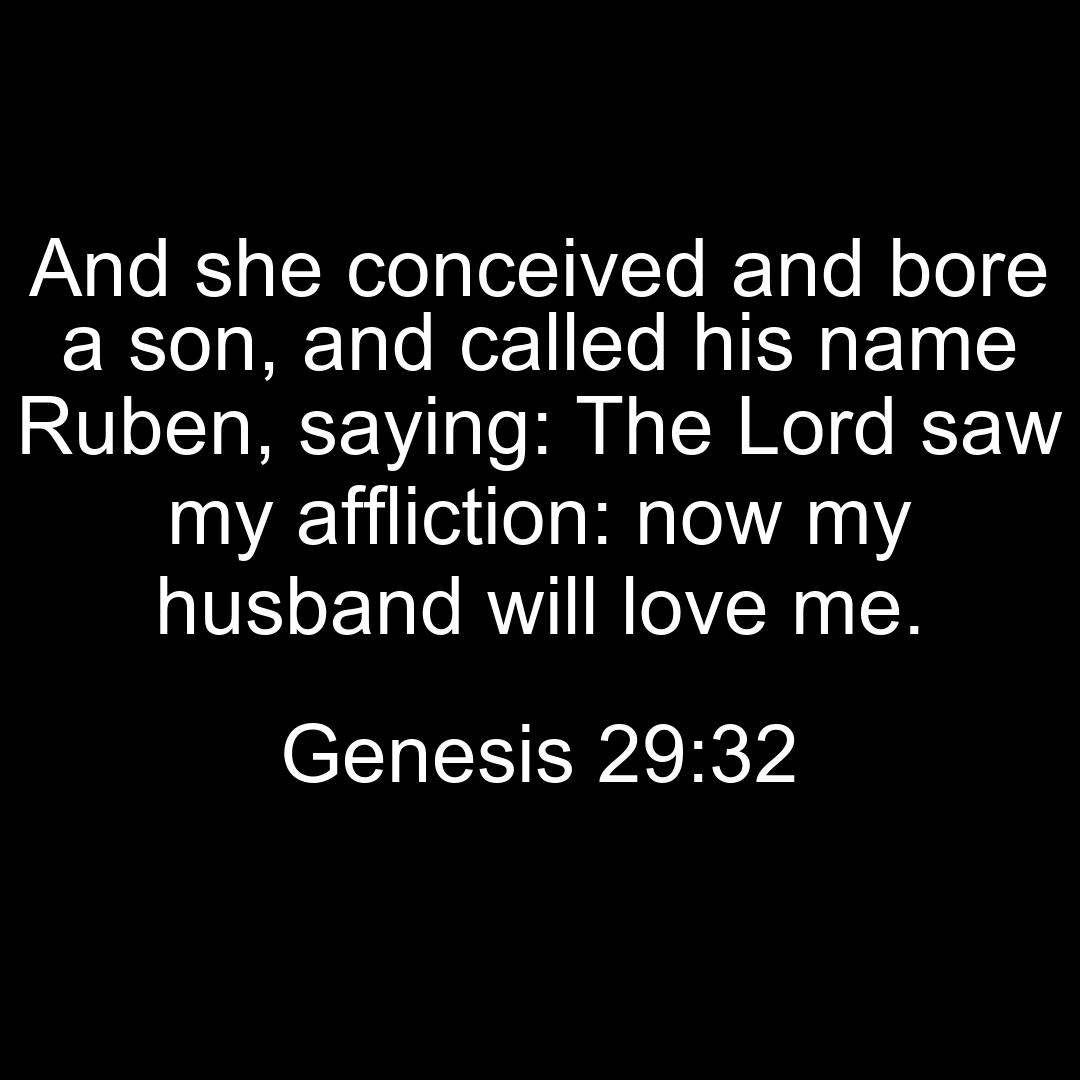 And she conceived and bore
a son, and called his name
Ruben, saying: The Lord saw
my affliction: now my
husband will love me.
Genesis 29:32